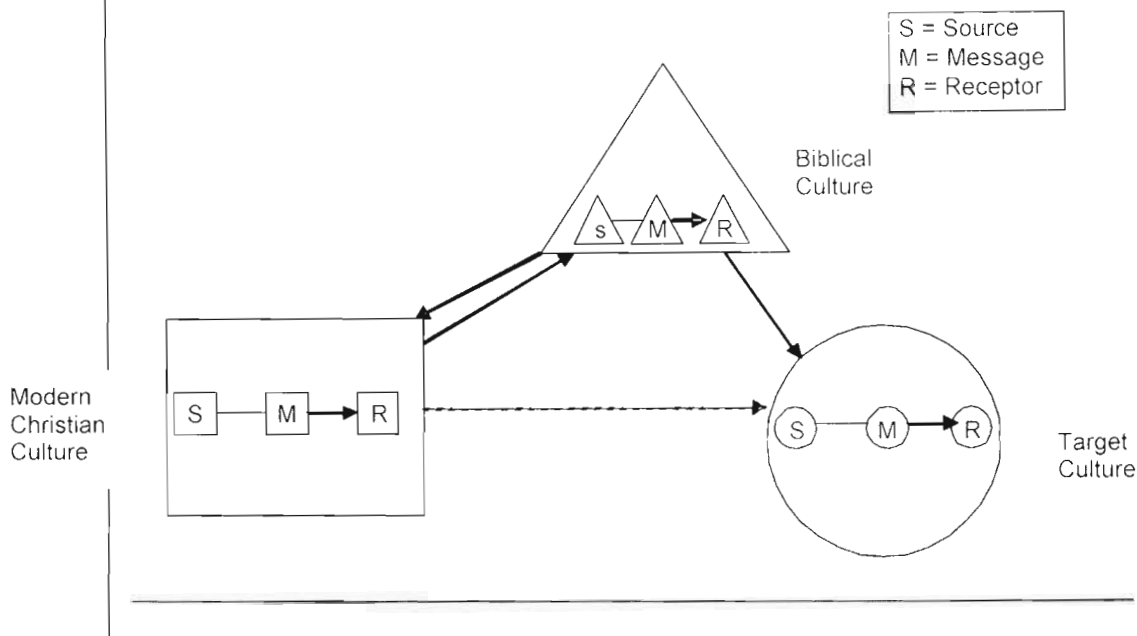 S = Source
M = Message
R = Receptor
Biblical
Culture
s M R
Modern
Christian
Culture
S M R
S M R
Target
Culture